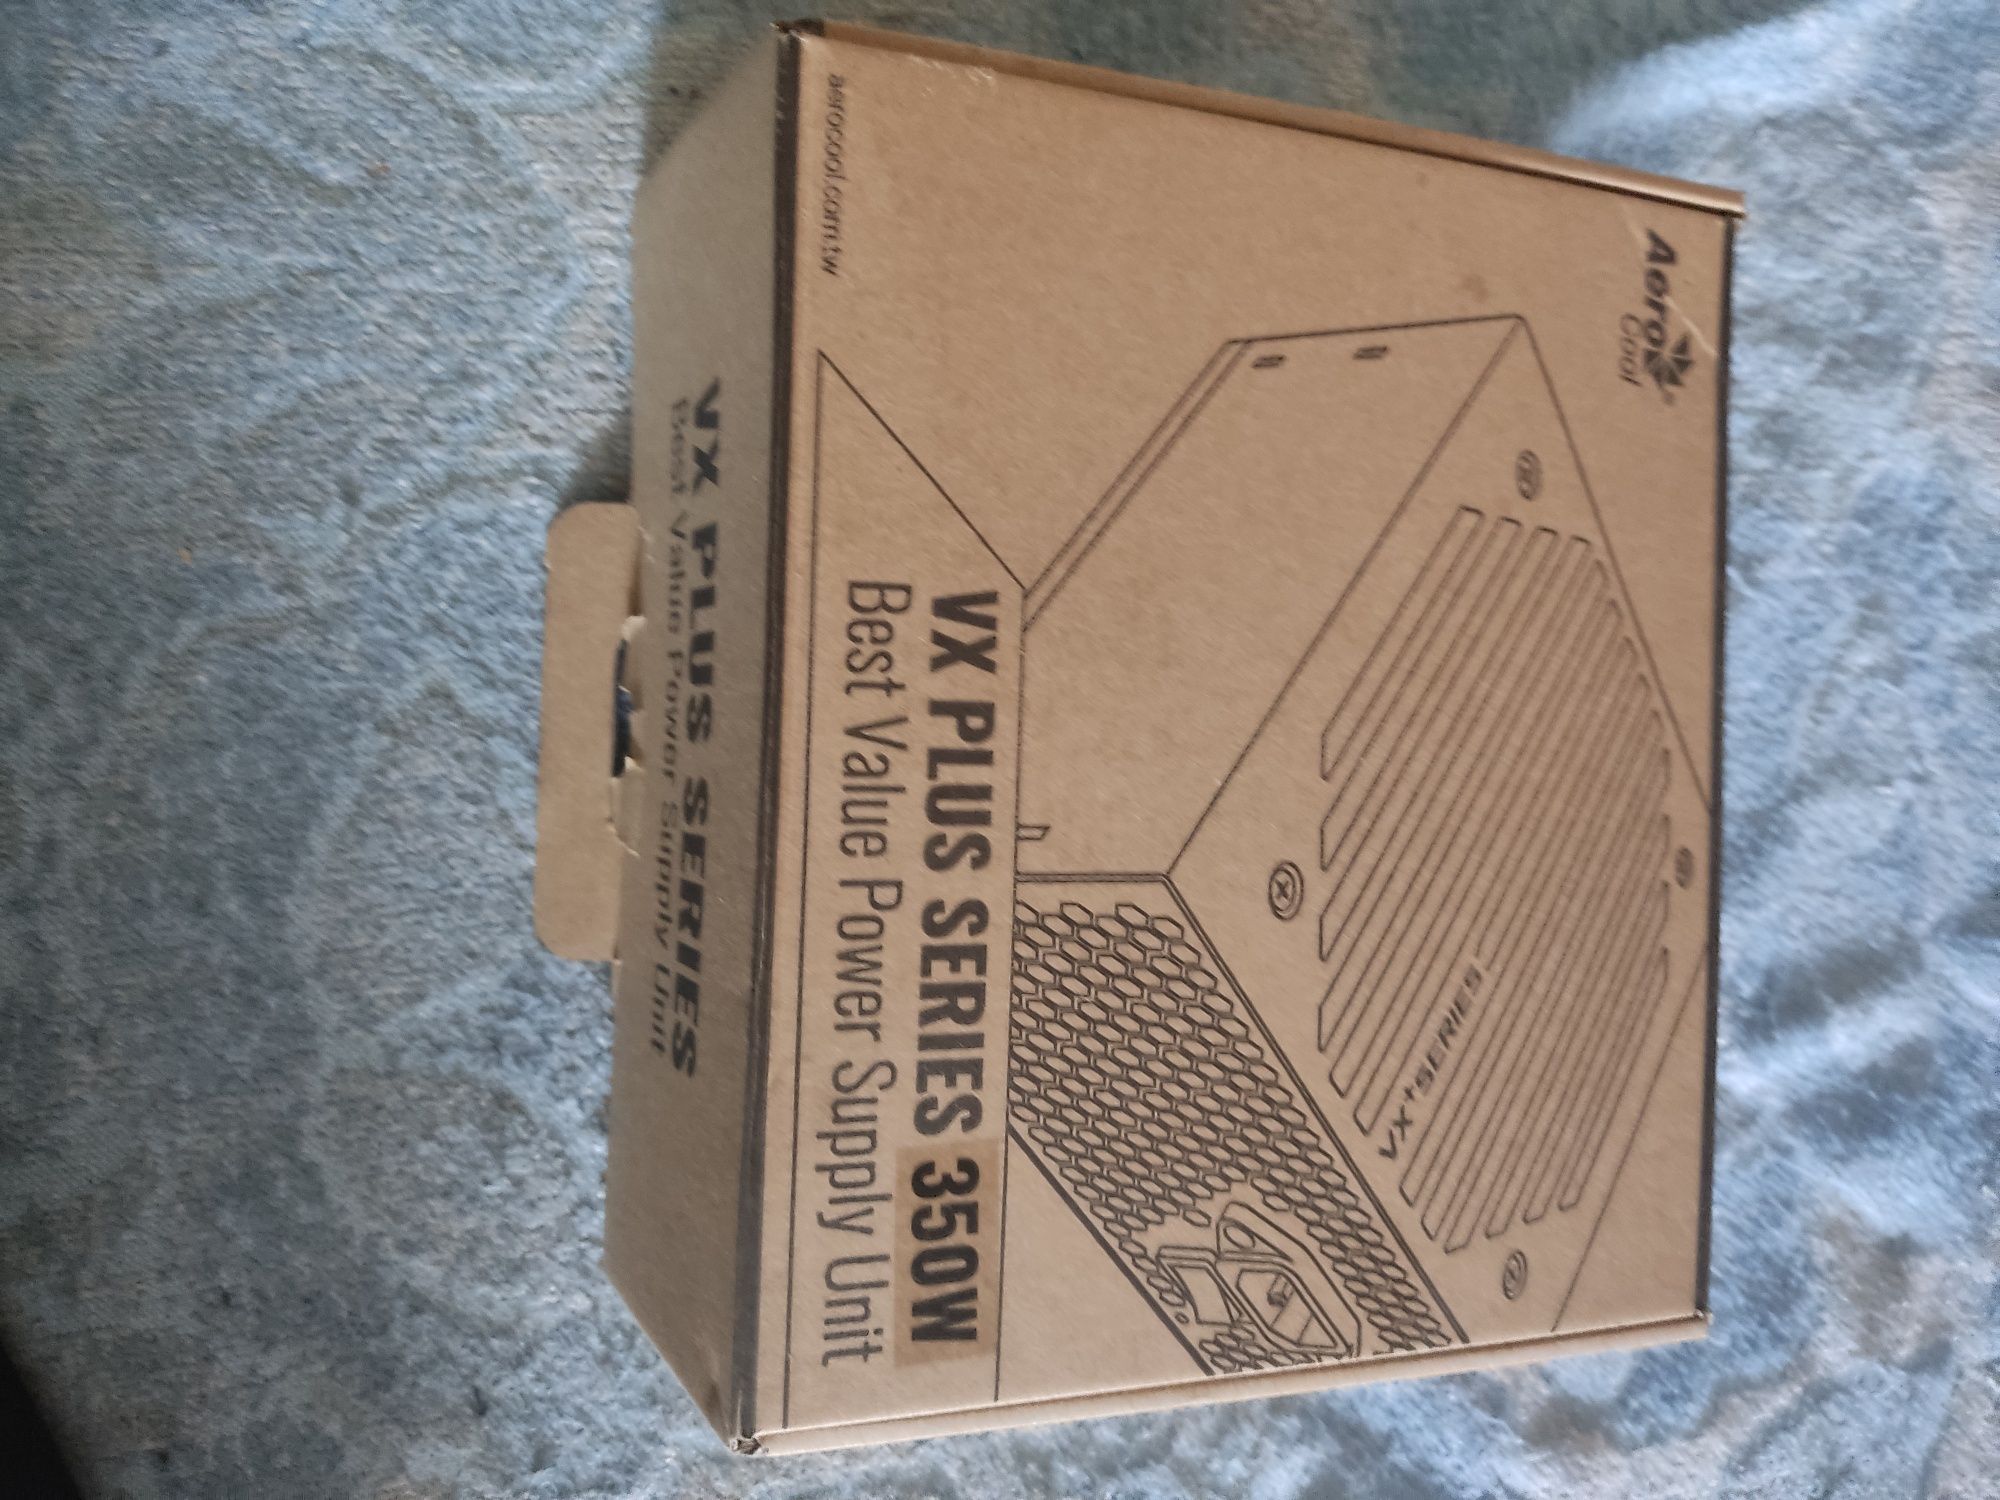 Aero
Cool
VX+SERIES
VX PLUS SERIES 350W
Best Value Power Supply Unit
aerocool.com.tw
VX PLUS SERIES
Best Value Power Supply Unit